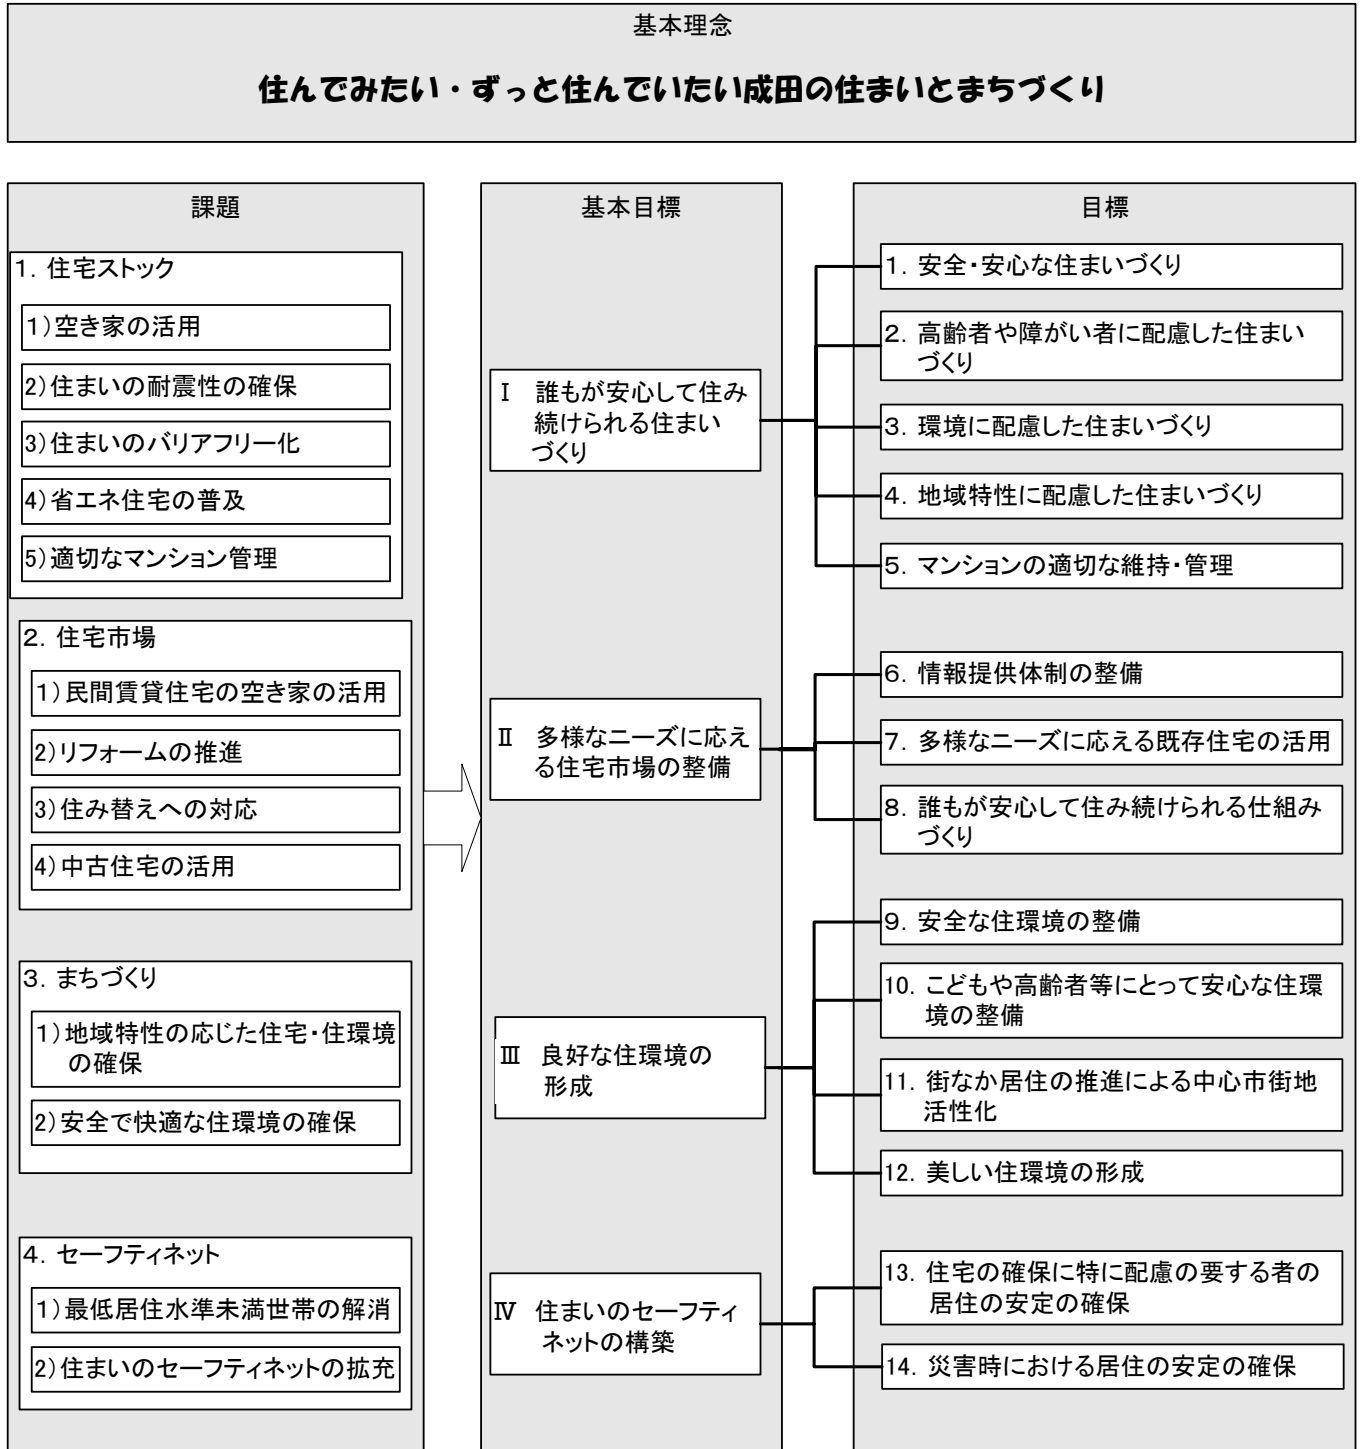 基本理念
住んでみたい・ずっと住んでいたい成田の住まいとまちづくり
課題
1．住宅ストック
1）空き家の活用
2）住まいの耐震性の確保
3）住まいのバリアフリー化
4）省エネ住宅の普及
5）適切なマンション管理
2．住宅市場
1）民間賃貸住宅の空き家の活用
2）リフォームの推進
3）住み替えへの対応
4）中古住宅の活用
3．まちづくり
1）地域特性の応じた住宅・住環境
の確保
2）安全で快適な住環境の確保
4．セーフティネット
1）最低居住水準未満世帯の解消
2）住まいのセーフティネットの拡充
基本目標
Ⅰ　誰もが安心して住み
続けられる住まい
づくり
Ⅱ　多様なニーズに応え
る住宅市場の整備
Ⅲ　良好な住環境の
形成
Ⅳ　住まいのセーフティ
ネットの構築
目標
1．安全・安心な住まいづくり
2．高齢者や障がい者に配慮した住まい
づくり
3．環境に配慮した住まいづくり
4．地域特性に配慮した住まいづくり
5．マンションの適切な維持・管理
6．情報提供体制の整備
7．多様なニーズに応える既存住宅の活用
8．誰もが安心して住み続けられる仕組み
づくり
9．安全な住環境の整備
10．こどもや高齢者等にとって安心な住環
境の整備
11．街なか居住の推進による中心市街地
活性化
12．美しい住環境の形成
13．住宅の確保に特に配慮の要する者の
居住の安定の確保
14．災害時における居住の安定の確保